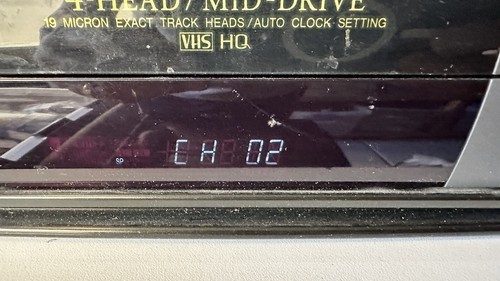 4-HEAD/MID-DRIVE
19 MICRON EXACT TRACK HEADS/AUTO CLOCK SETTING
VHS HQ
CH 02
SP